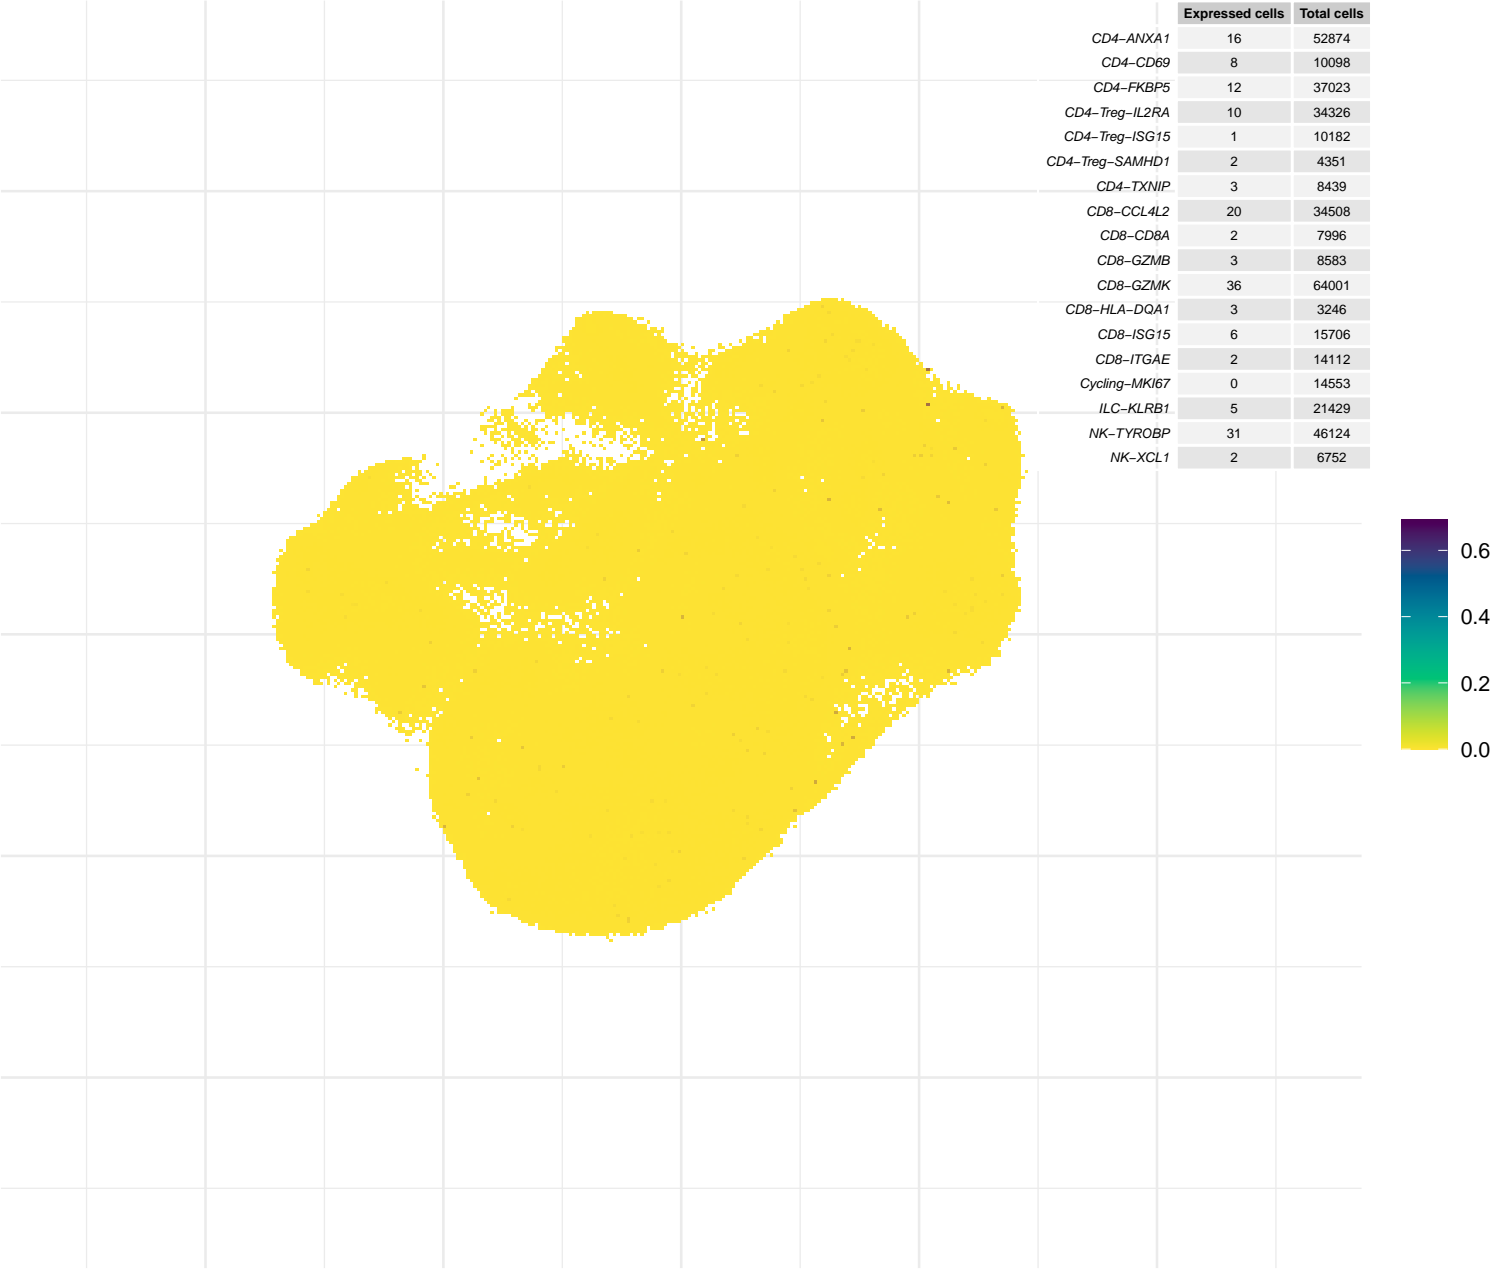 Expressed cells Total cells
CD4−ANXA1 16 52874
CD4−CD69 8 10098
CD4−FKBP5 12 37023
CD4−Treg−IL2RA 10 34326
CD4−Treg−ISG15 1 10182
CD4−Treg−SAMHD1 2 4351
CD4−TXNIP 3 8439
CD8−CCL4L2 20 34508
CD8−CD8A 2 7996
CD8−GZMB 3 8583
CD8−GZMK 36 64001
CD8−HLA−DQA1 3 3246
CD8−ISG15 6 15706
CD8−ITGAE 2 14112
Cycling−MKI67 0 14553
ILC−KLRB1 5 21429
NK−TYROBP 31 46124
NK−XCL1 2 6752
0.6
0.4
0.2
0.0